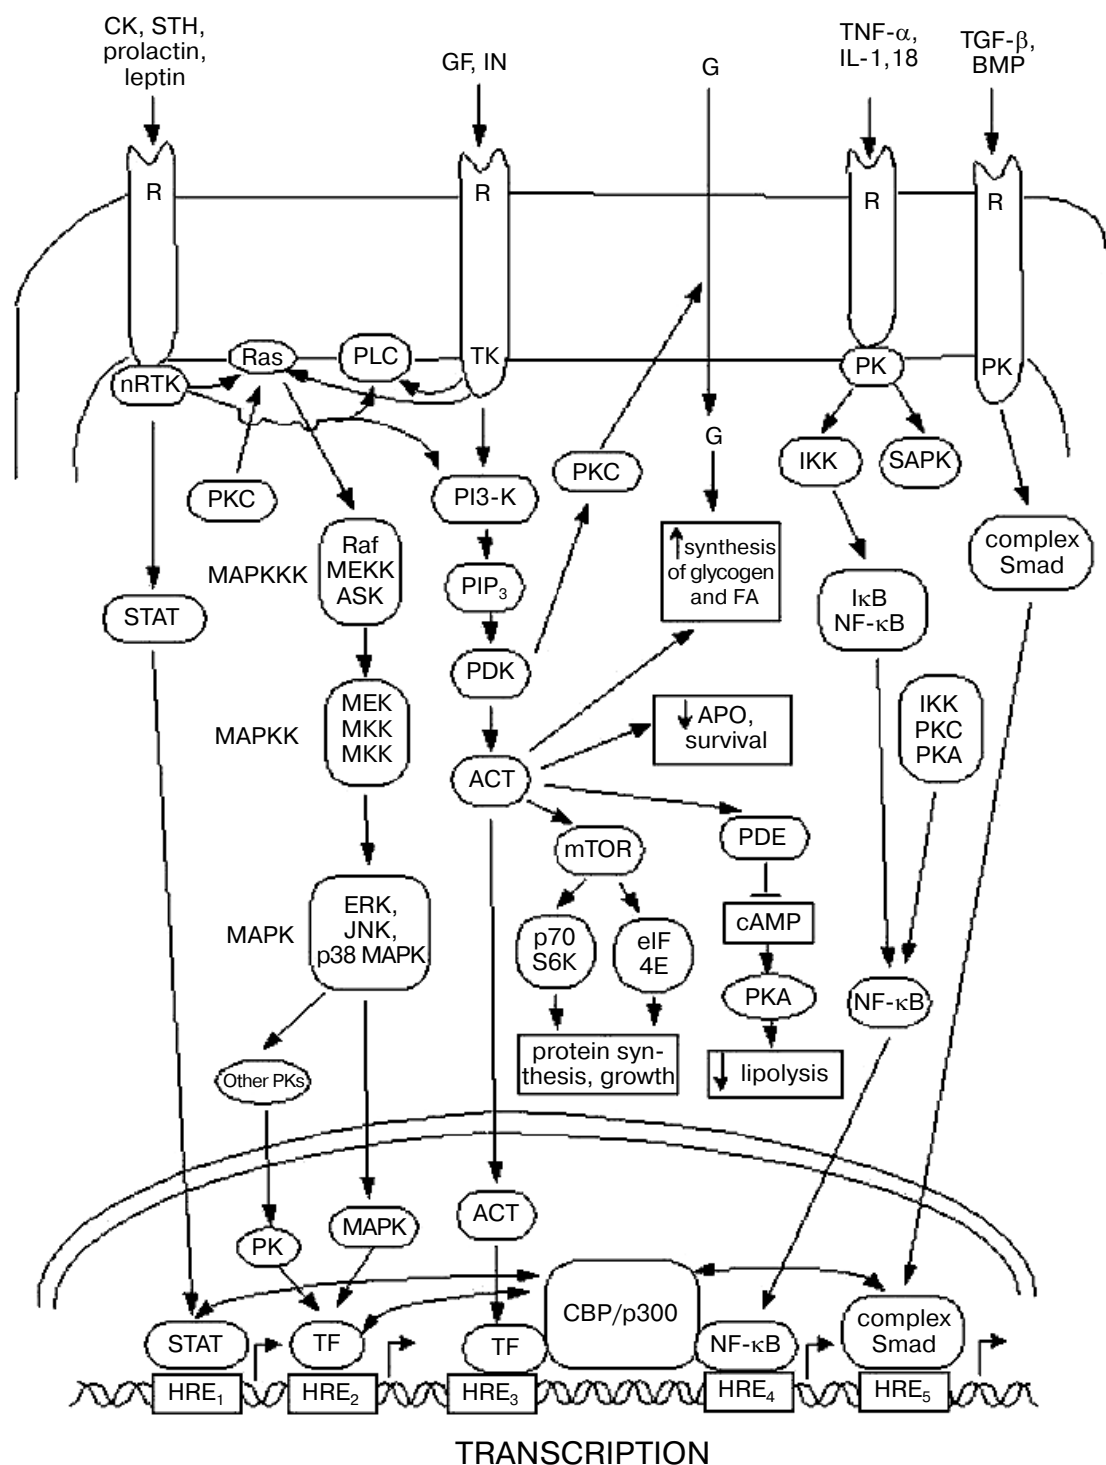 CK, STH,
prolactin,
leptin
GF, IN
G
TNF-α,
IL-1,18
TGF-β,
BMP
R
R
R
R
nRTK
Ras
PLC
TK
PK
PK
PKC
PI3-K
PKC
G
IKK
SAPK
MAPKKK
Raf
MEKK
ASK
PIP3
↑ synthesis
of glycogen
and FA
complex
Smad
STAT
IκB
NF-κB
PDK
MAPKK
MEK
MKK
MKK
↓ APO,
survival
IKK
PKC
PKA
ACT
mTOR
PDE
MAPK
ERK,
JNK,
p38 MAPK
p70
S6K
eIF
4E
cAMP
PKA
NF-κB
protein syn-
thesis, growth
↓ lipolysis
Other PKs
PK
MAPK
ACT
STAT
TF
TF
CBP/p300
NF-κB
complex
Smad
HRE1
HRE2
HRE3
HRE4
HRE5
TRANSCRIPTION